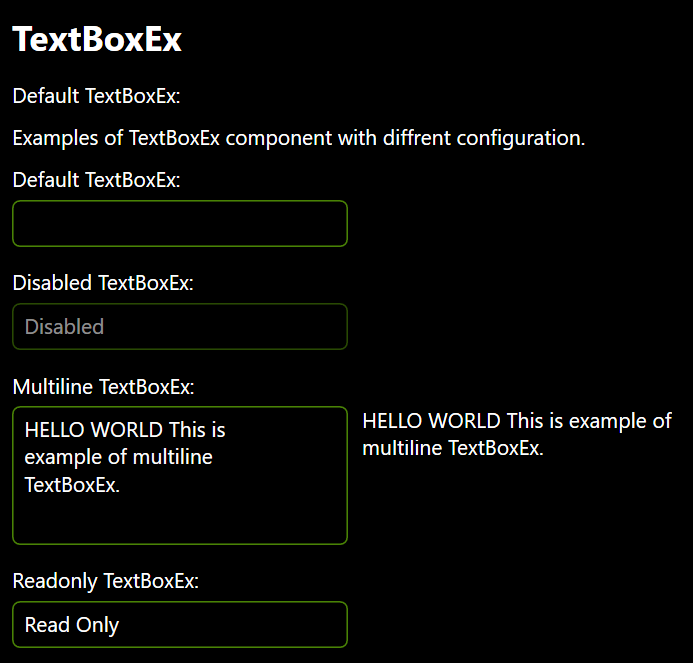 TextBoxEx
Default TextBoxEx:
Examples of TextBoxEx component with diffrent configuration.
Default TextBoxEx:
Disabled TextBoxEx:
Disabled
Multiline TextBoxEx:
HELLO WORLD This is
example of multiline
TextBoxEx.
HELLO WORLD This is example of
multiline TextBoxEx.
Readonly TextBoxEx:
Read Only